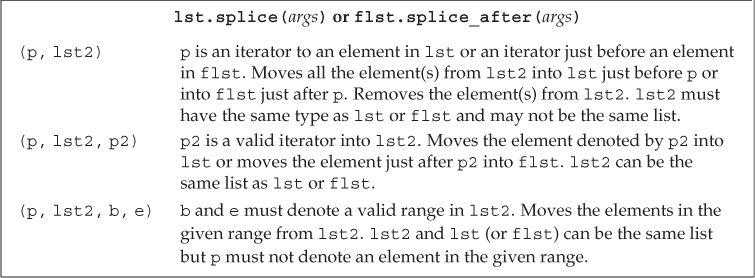 lst.splice(args) or flst.splice_after(args)
(p, lst2) p is an iterator to an element in lst or an iterator just before an element
in flst. Moves all the element(s) from lst2 into lst just before p or
into flst just after p. Removes the element(s) from lst2. lst2 must
have the same type as lst or flst and may not be the same list.
(p, lst2, p2) p2 is a valid iterator into lst2. Moves the element denoted by p2 into
lst or moves the element just after p2 into flst. lst2 can be the
same list as lst or flst.
(p, lst2, b, e) b and e must denote a valid range in lst2. Moves the elements in the
given range from lst2. lst2 and lst (or flst) can be the same list
but p must not denote an element in the given range.